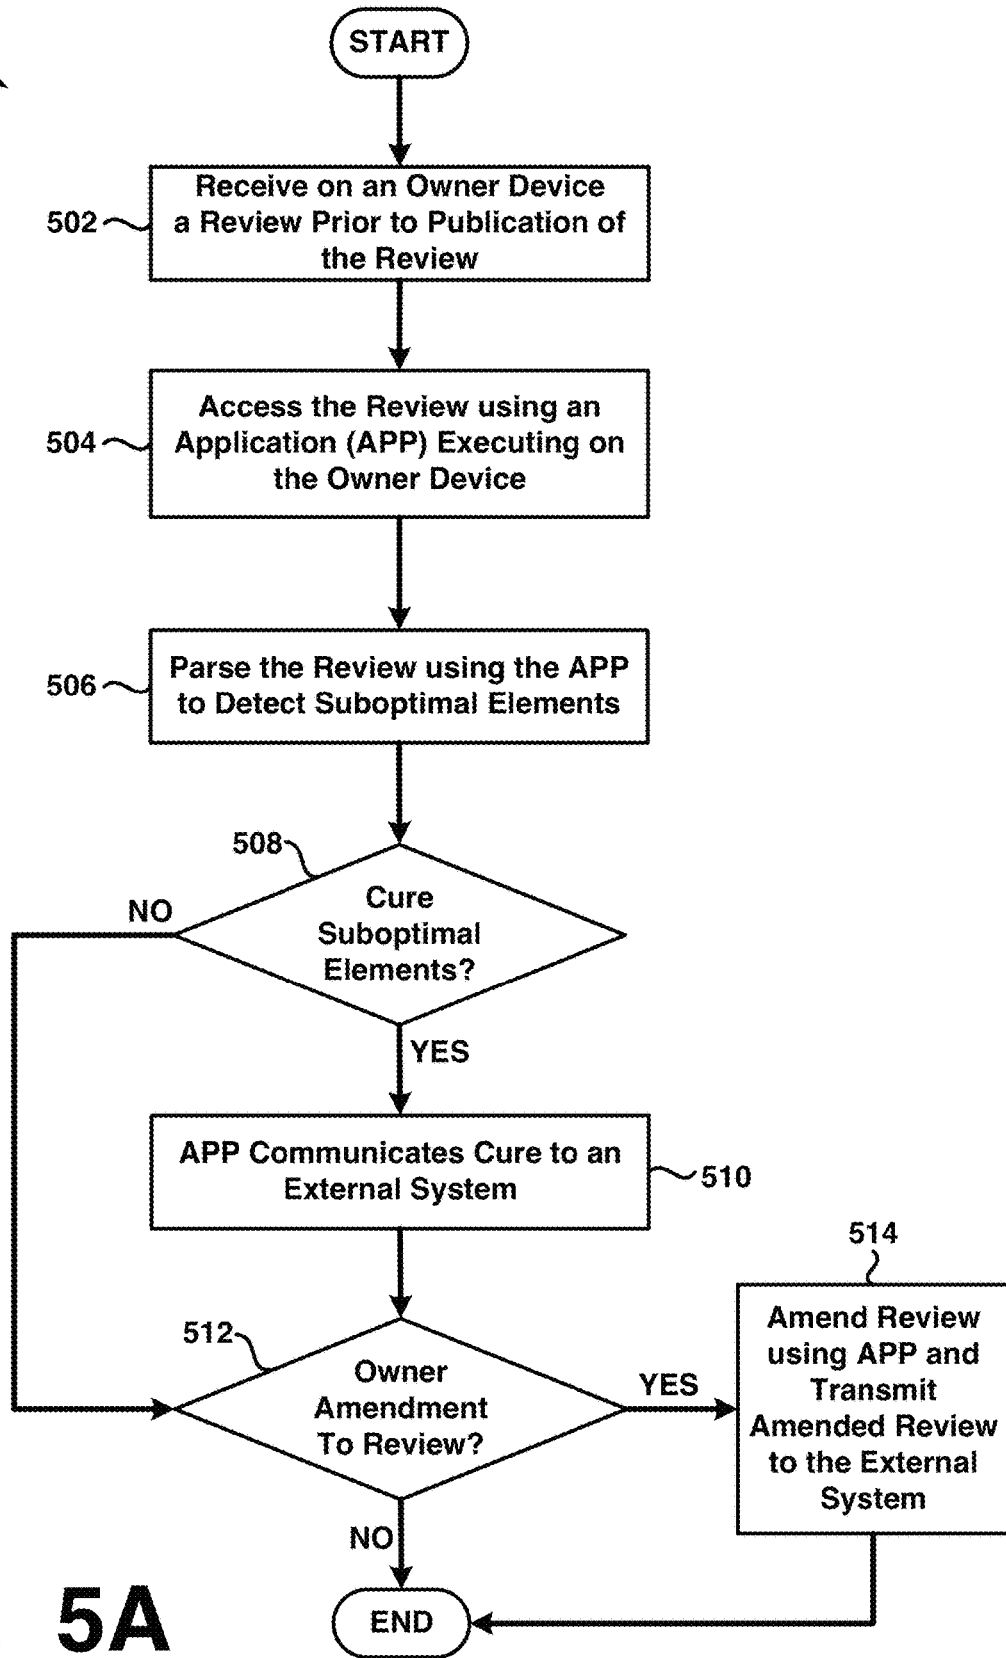 START
502
Receive on an Owner Device
a Review Prior to Publication of
the Review
504
Access the Review using an
Application (APP) Executing on
the Owner Device
506
Parse the Review using the APP
to Detect Suboptimal Elements
508
Cure
Suboptimal
Elements?
NO
YES
APP Communicates Cure to an
External System
510
512
Owner
Amendment
To Review?
YES
NO
514
Amend Review
using APP and
Transmit
Amended Review
to the External
System
END
5A